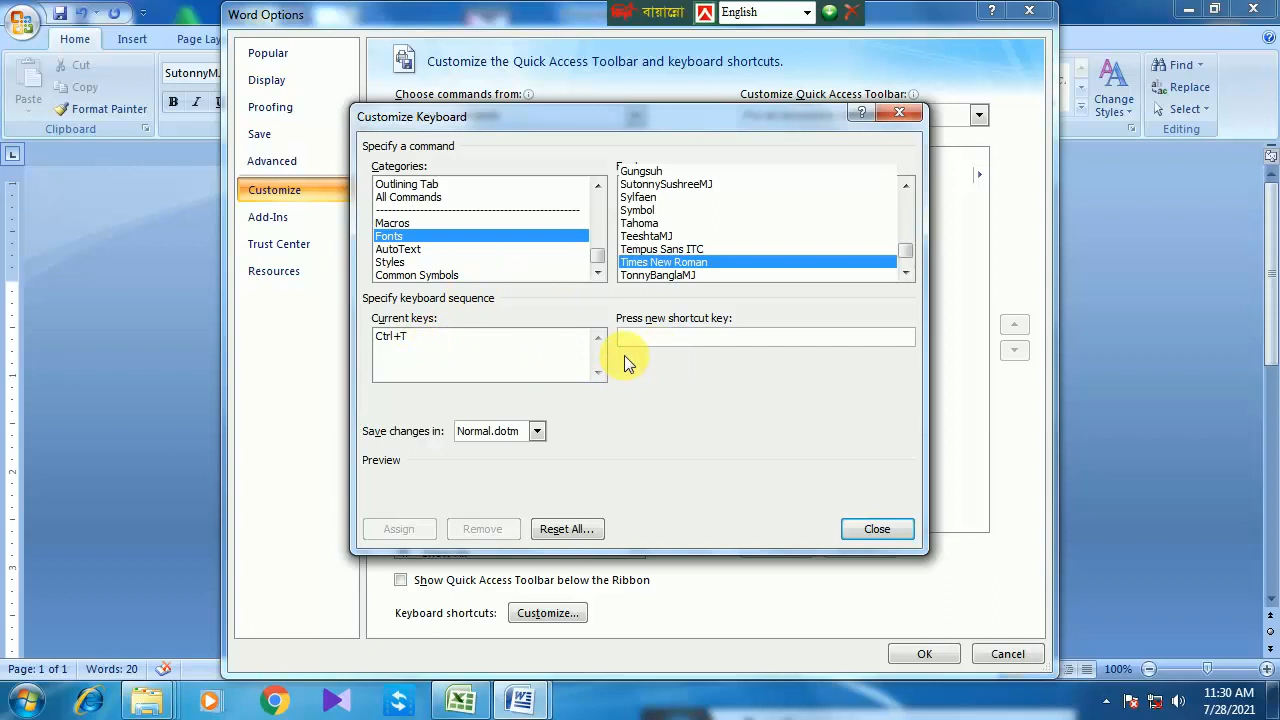 Word Options
বায়ান্নো
English
Home
Insert
Page La
Cut
Copy
Paste
Format Painter
Clipboard
SutonnyMJ
B
I
U
Find
Replace
Select
Change
Styles
Editing
Popular
Display
Proofing
Save
Advanced
Customize
Add-Ins
Trust Center
Resources
Customize the Quick Access Toolbar and keyboard shortcuts.
Choose commands from:
Customize Quick Access Toolbar:
Customize Keyboard
Specify a command
Categories:
Outlining Tab
All Commands
Macros
Fonts
AutoText
Styles
Common Symbols
Gungsuh
SutonnySushreeMJ
Sylfaen
Symbol
Tahoma
TeeshtaMJ
Tempus Sans ITC
Times New Roman
TonnyBanglaMJ
Specify keyboard sequence
Current keys:
Press new shortcut key:
Ctrl+T
Save changes in:
Normal.dotm
Preview
Assign
Remove
Reset All...
Close
Show Quick Access Toolbar below the Ribbon
Keyboard shortcuts:
Customize...
OK
Cancel
1
2
3
Page: 1 of 1
Words: 20
100%
11:30 AM
7/28/2021